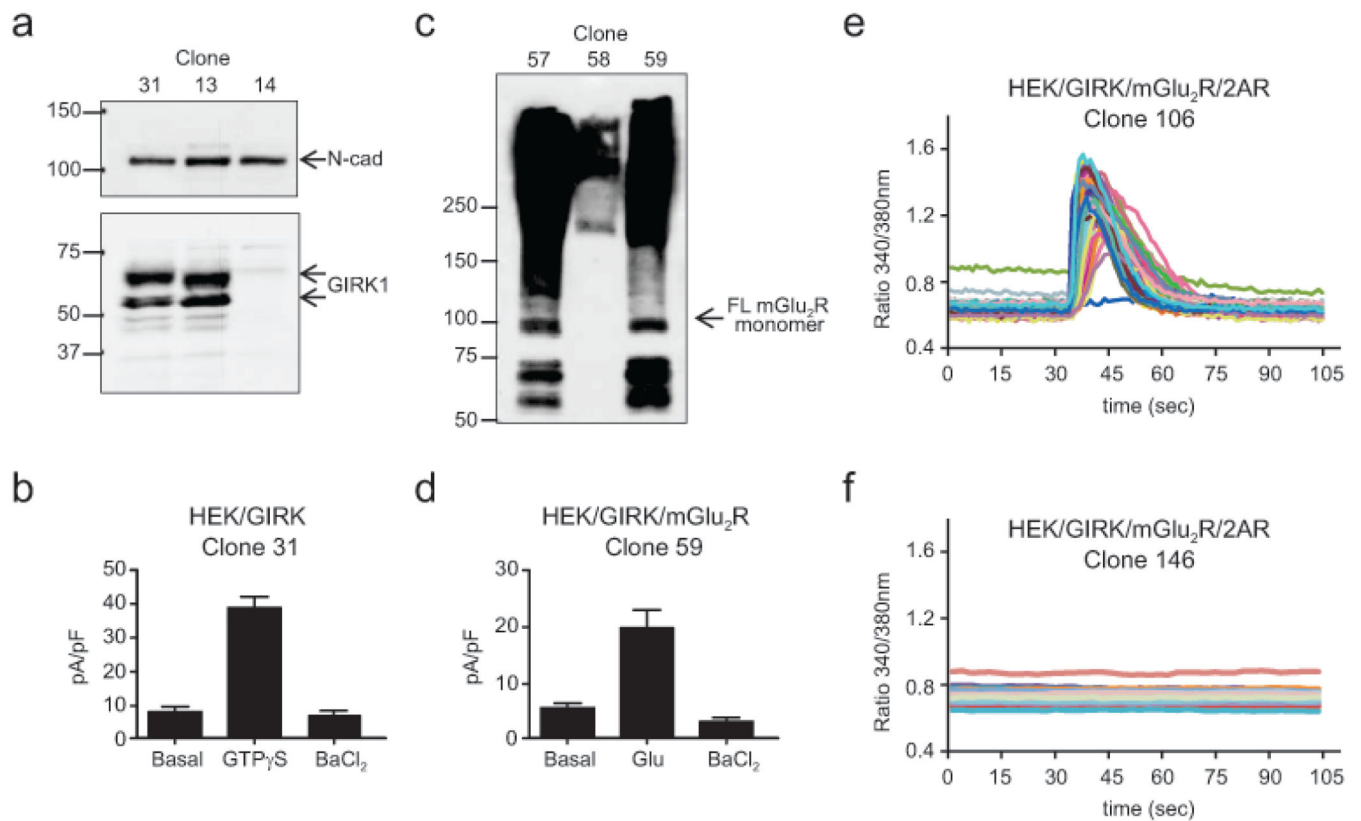 a
Clone
31 13 14
150
100
N-cad
75
50
37
GIRK1
b
HEK/GIRK
Clone 31
pA/pF
50
40
30
20
10
0
Basal GTPγS BaCl₂
c
Clone
57 58 59
250
150
100
75
50
FL mGlu₂R
monomer
d
HEK/GIRK/mGlu₂R
Clone 59
pA/pF
30
20
10
0
Basal Glu BaCl₂
e
HEK/GIRK/mGlu₂R/2AR
Clone 106
Ratio 340/380nm
1.6
1.2
0.8
0.4
0 15 30 45 60 75 90 105
time (sec)
f
HEK/GIRK/mGlu₂R/2AR
Clone 146
Ratio 340/380nm
1.6
1.2
0.8
0.4
0 15 30 45 60 75 90 105
time (sec)